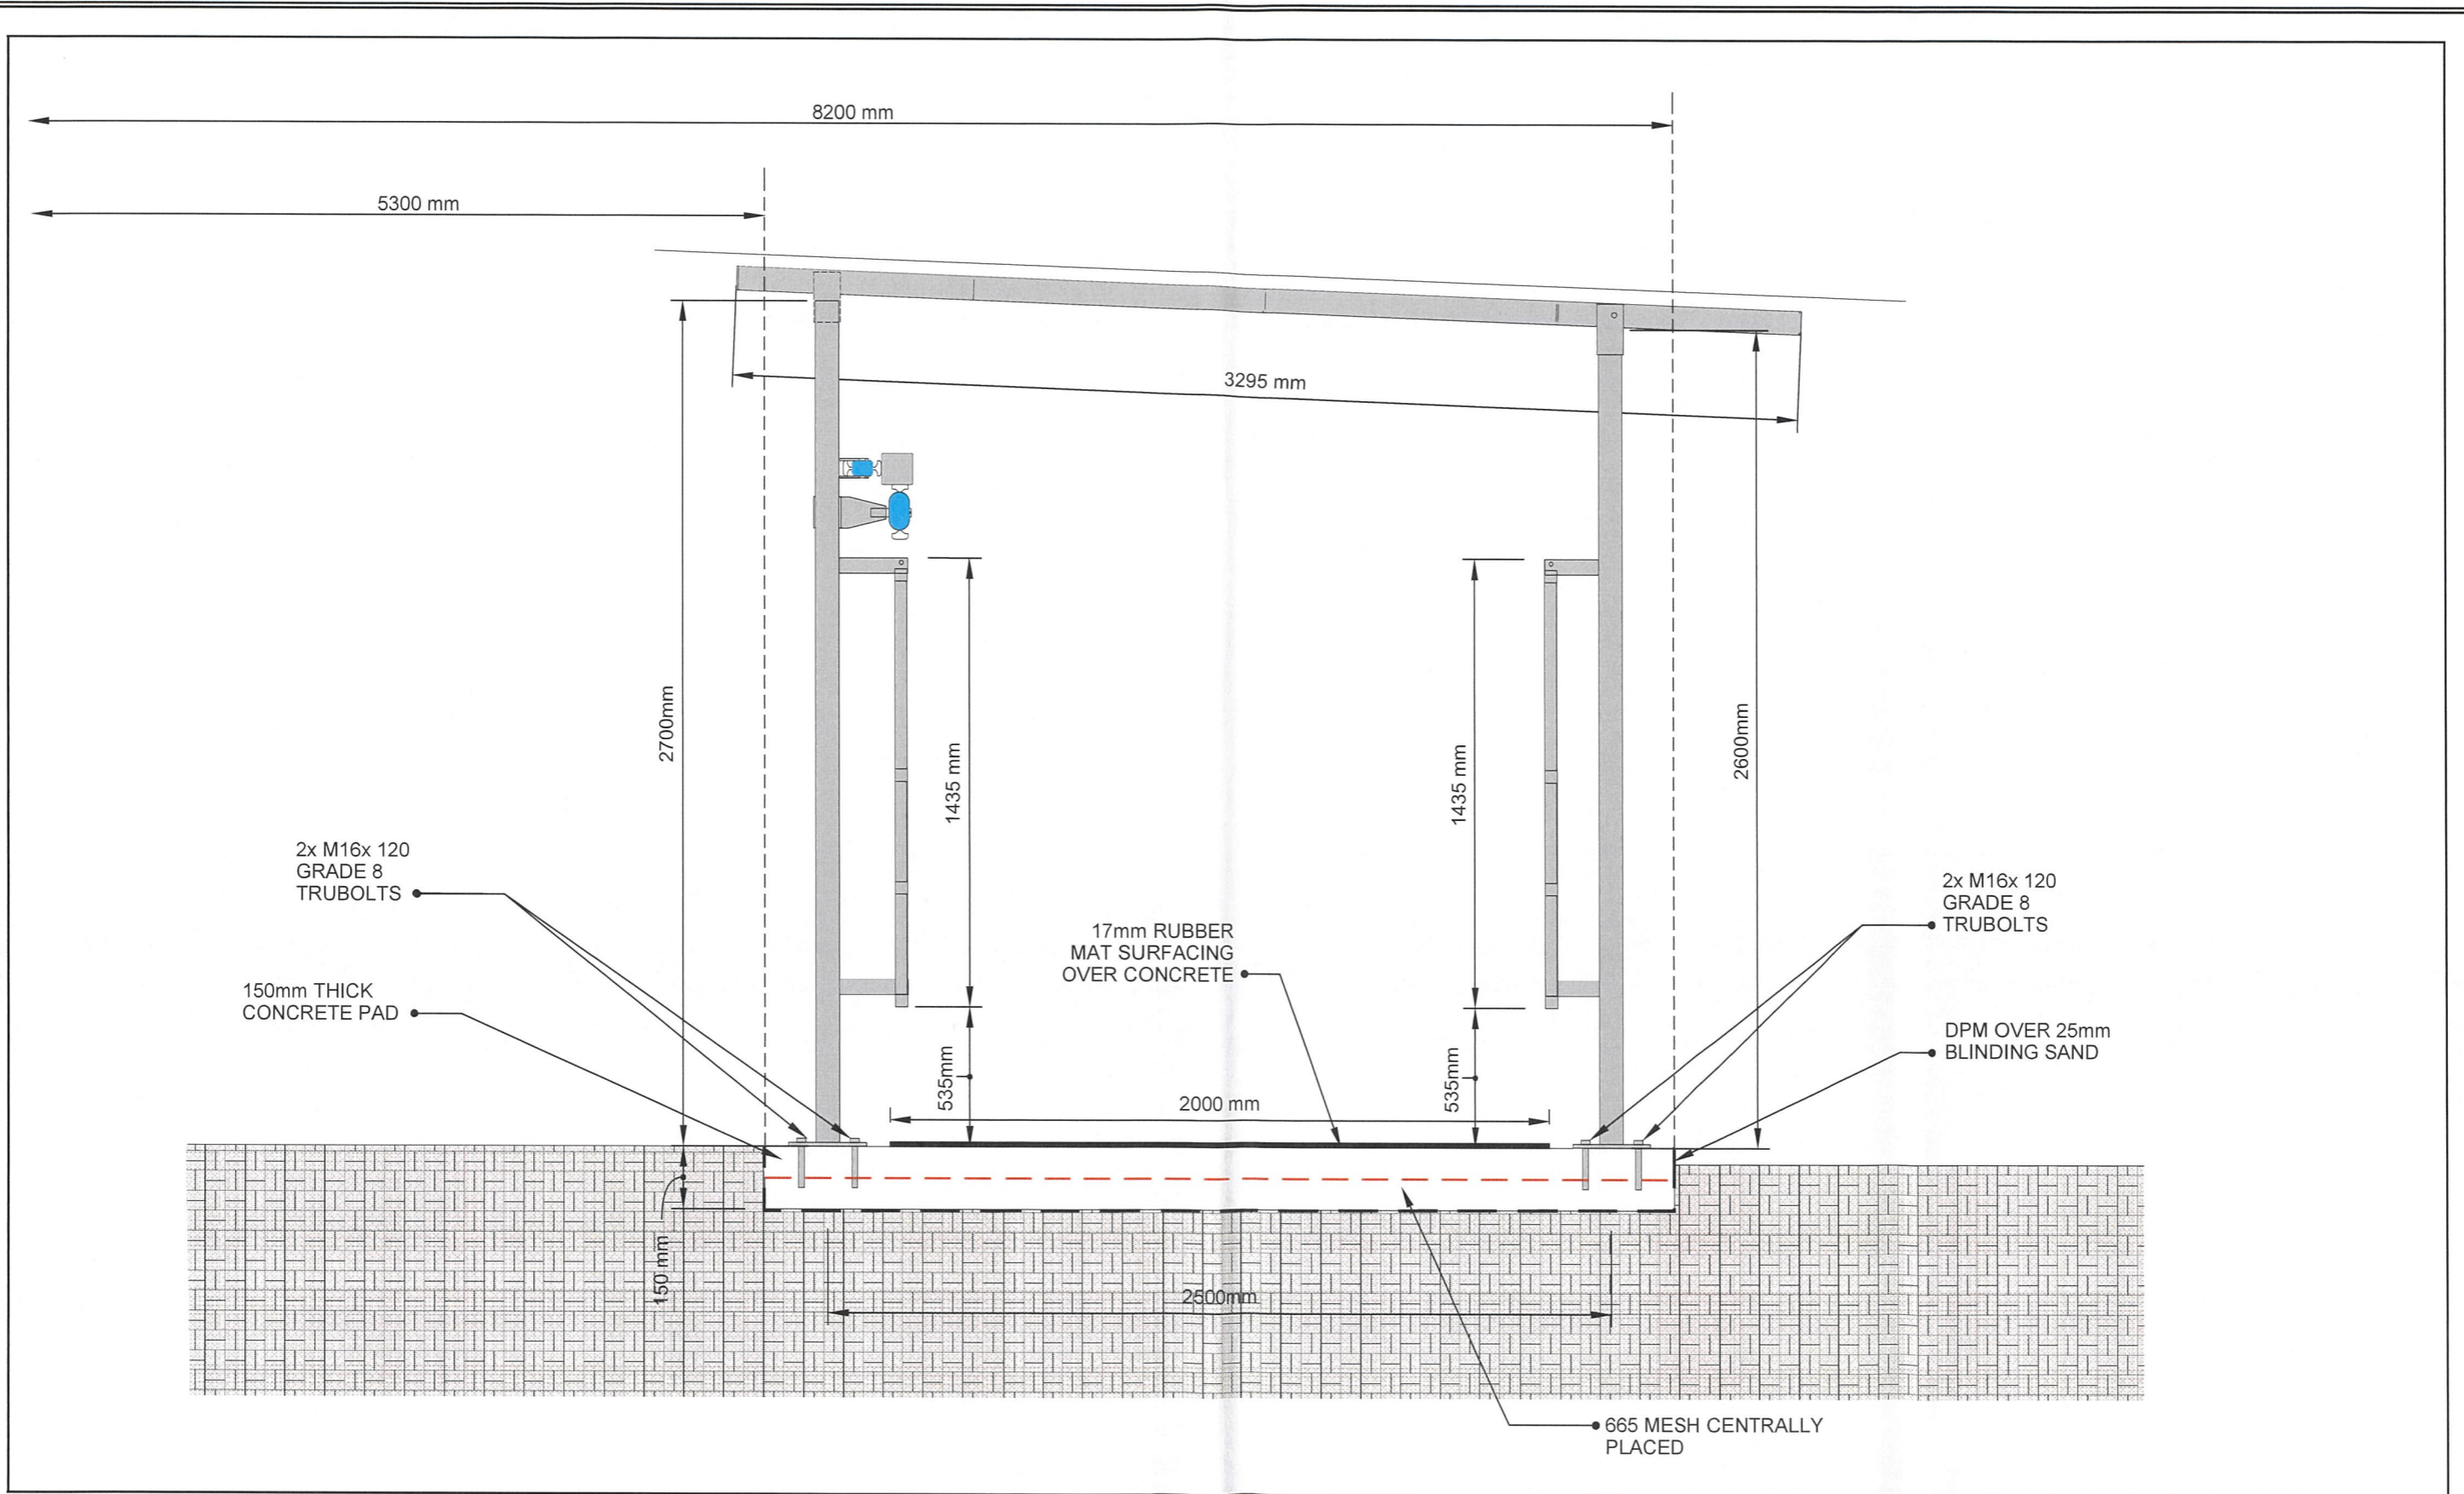 8200 mm
5300 mm
3295 mm
2700mm
2600mm
1435 mm
1435 mm
2x M16x 120
GRADE 8
TRUBOLTS
2x M16x 120
GRADE 8
TRUBOLTS
17mm RUBBER
MAT SURFACING
OVER CONCRETE
150mm THICK
CONCRETE PAD
DPM OVER 25mm
BLINDING SAND
535mm
535mm
2000 mm
150 mm
2500mm
665 MESH CENTRALLY
PLACED